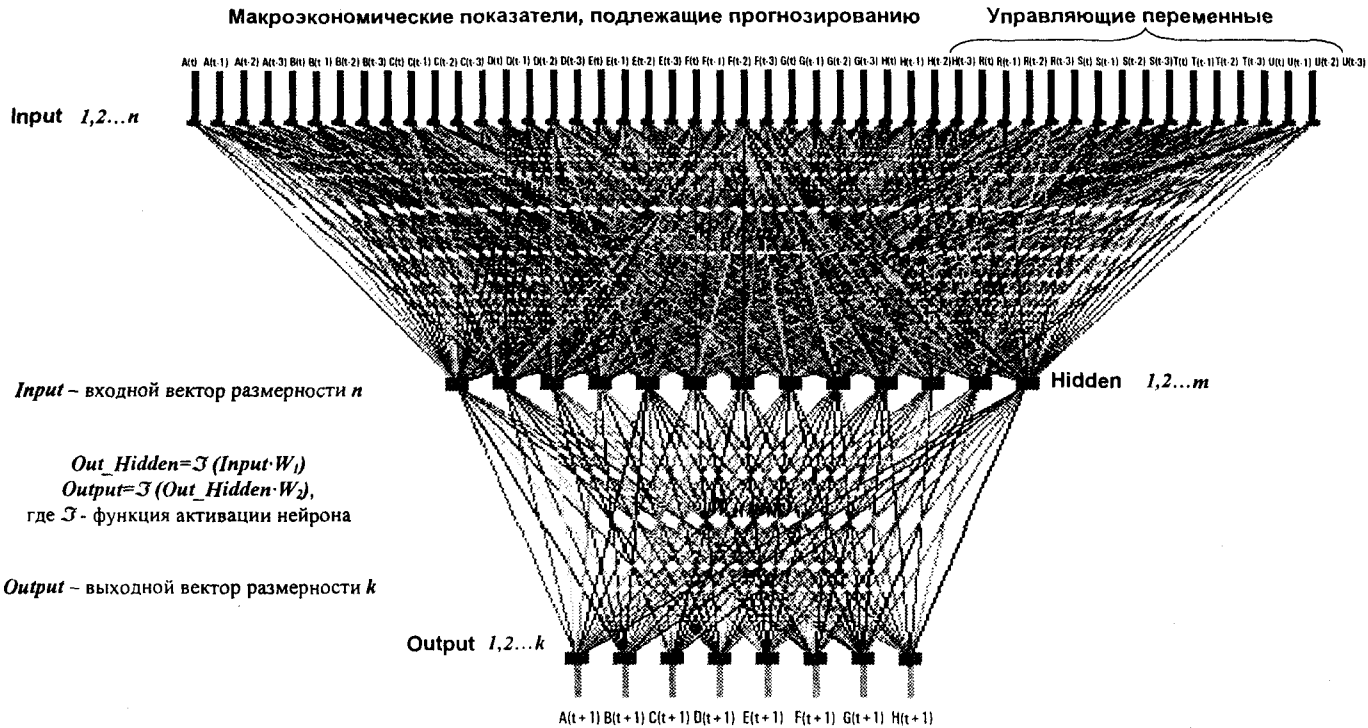 Макроэкономические показатели, подлежащие прогнозированию
Управляющие переменные
A(t) A(t-1) A(t-2) A(t-3) B(t) B(t-1) B(t-2) B(t-3) C(t) C(t-1) C(t-2) C(t-3) D(t) D(t-1) D(t-2) D(t-3) E(t) E(t-1) E(t-2) E(t-3) F(t) F(t-1) F(t-2) F(t-3) G(t) G(t-1) G(t-2) G(t-3) H(t) H(t-1) H(t-2) H(t-3) R(t) R(t-1) R(t-2) R(t-3) S(t) S(t-1) S(t-2) S(t-3) T(t) T(t-1) T(t-2) T(t-3) U(t) U(t-1) U(t-2) U(t-3)
Input 1,2...n
Input – входной вектор размерности n
Hidden 1,2...m
Out_Hidden=ℑ (Input·W₁)
Output=ℑ (Out_Hidden·W₂),
где ℑ - функция активации нейрона
Output – выходной вектор размерности k
Output 1,2...k
A(t+1) B(t+1) C(t+1) D(t+1) E(t+1) F(t+1) G(t+1) H(t+1)